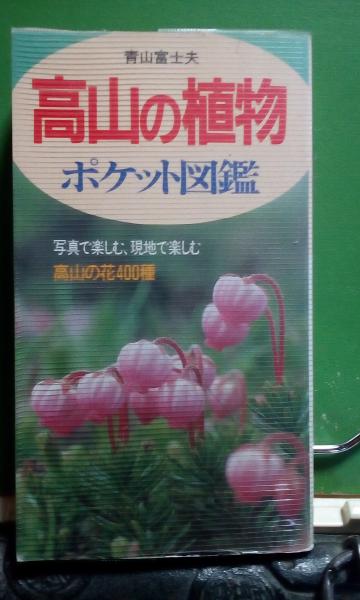 青山富士夫
高山の植物
ポケット図鑑
写真で楽しむ、現地で楽しむ
高山の花400種